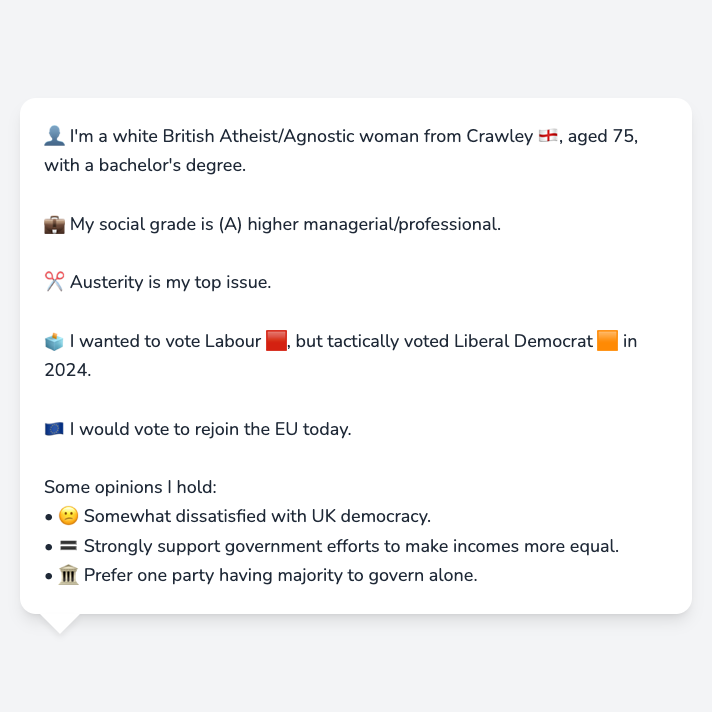 👤 I'm a white British Atheist/Agnostic woman from Crawley 🏴󠁧󠁢󠁥󠁮󠁧󠁿, aged 75,
with a bachelor's degree.
💼 My social grade is (A) higher managerial/professional.
✂️ Austerity is my top issue.
🗳️ I wanted to vote Labour 🟥, but tactically voted Liberal Democrat 🟧 in
2024.
🇪🇺 I would vote to rejoin the EU today.
Some opinions I hold:
• 😕 Somewhat dissatisfied with UK democracy.
• 🟰 Strongly support government efforts to make incomes more equal.
• 🏛️ Prefer one party having majority to govern alone.